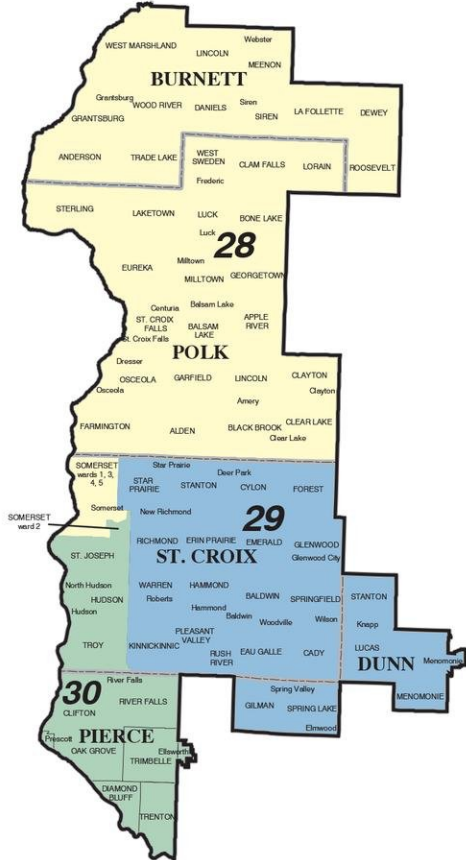 Webster
WEST MARSHLAND
LINCOLN
MEENON
BURNETT
Grantsburg
WOOD RIVER
DANIELS
Siren
SIREN
LA FOLLETTE
DEWEY
GRANTSBURG
ANDERSON
TRADE LAKE
WEST
SWEDEN
CLAM FALLS
LORAIN
ROOSEVELT
Frederic
STERLING
LAKETOWN
LUCK
BONE LAKE
Luck
28
EUREKA
Milltown
MILLTOWN
GEORGETOWN
Centuria
Balsam Lake
ST. CROIX
FALLS
BALSAM
LAKE
APPLE
RIVER
St. Croix Falls
POLK
Dresser
OSCEOLA
GARFIELD
LINCOLN
CLAYTON
Osceola
Clayton
Amery
FARMINGTON
ALDEN
BLACK BROOK
CLEAR LAKE
Clear Lake
SOMERSET
wards 1, 3,
4, 5
Star Prairie
Deer Park
STAR
PRAIRIE
STANTON
CYLON
FOREST
SOMERSET
ward 2
Somerset
New Richmond
29
RICHMOND
ERIN PRAIRIE
EMERALD
GLENWOOD
Glenwood City
ST. JOSEPH
ST. CROIX
North Hudson
HUDSON
Hudson
WARREN
HAMMOND
Roberts
BALDWIN
SPRINGFIELD
STANTON
Hammond
Baldwin
Woodville
Wilson
Knapp
TROY
KINNICKINNIC
PLEASANT
VALLEY
RUSH
RIVER
EAU GALLE
CADY
LUCAS
DUNN
Menomonie
MENOMONIE
30
River Falls
CLIFTON
RIVER FALLS
Spring Valley
GILMAN
SPRING LAKE
Elmwood
PIERCE
Prescott
OAK GROVE
Ellsworth
TRIMBELLE
DIAMOND
BLUFF
TRENTON